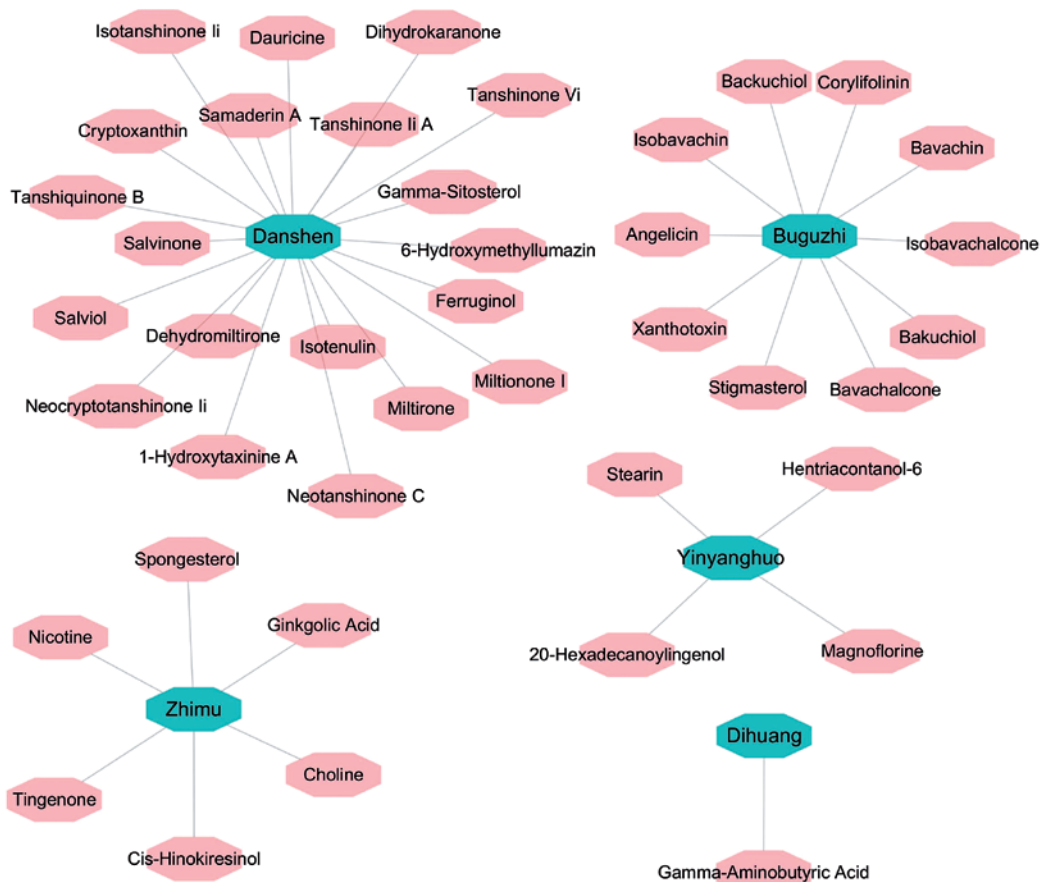 Isotanshinone Ii
Dauricine
Dihydrokaranone
Tanshinone Vi
Samaderin A
Tanshinone Ii A
Cryptoxanthin
Tanshiquinone B
Gamma-Sitosterol
Salvinone
Danshen
6-Hydroxymethyllumazin
Ferruginol
Salviol
Dehydromiltirone
Isotenulin
Miltionone I
Neocryptotanshinone Ii
Miltirone
1-Hydroxytaxinine A
Neotanshinone C
Backuchiol
Corylifolinin
Isobavachin
Bavachin
Angelicin
Buguzhi
Isobavachalcone
Xanthotoxin
Bakuchiol
Stigmasterol
Bavachalcone
Stearin
Hentriacontanol-6
Yinyanghuo
20-Hexadecanoylingenol
Magnoflorine
Spongesterol
Nicotine
Ginkgolic Acid
Zhimu
Tingenone
Choline
Cis-Hinokiresinol
Dihuang
Gamma-Aminobutyric Acid